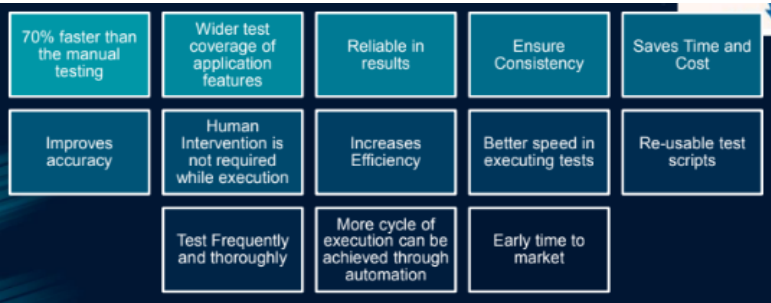 70% faster than
the manual
testing
Wider test
coverage of
application
features
Reliable in
results
Ensure
Consistency
Saves Time and
Cost
Improves
accuracy
Human
Intervention is
not required
while execution
Increases
Efficiency
Better speed in
executing tests
Re-usable test
scripts
Test Frequently
and thoroughly
More cycle of
execution can be
achieved through
automation
Early time to
market